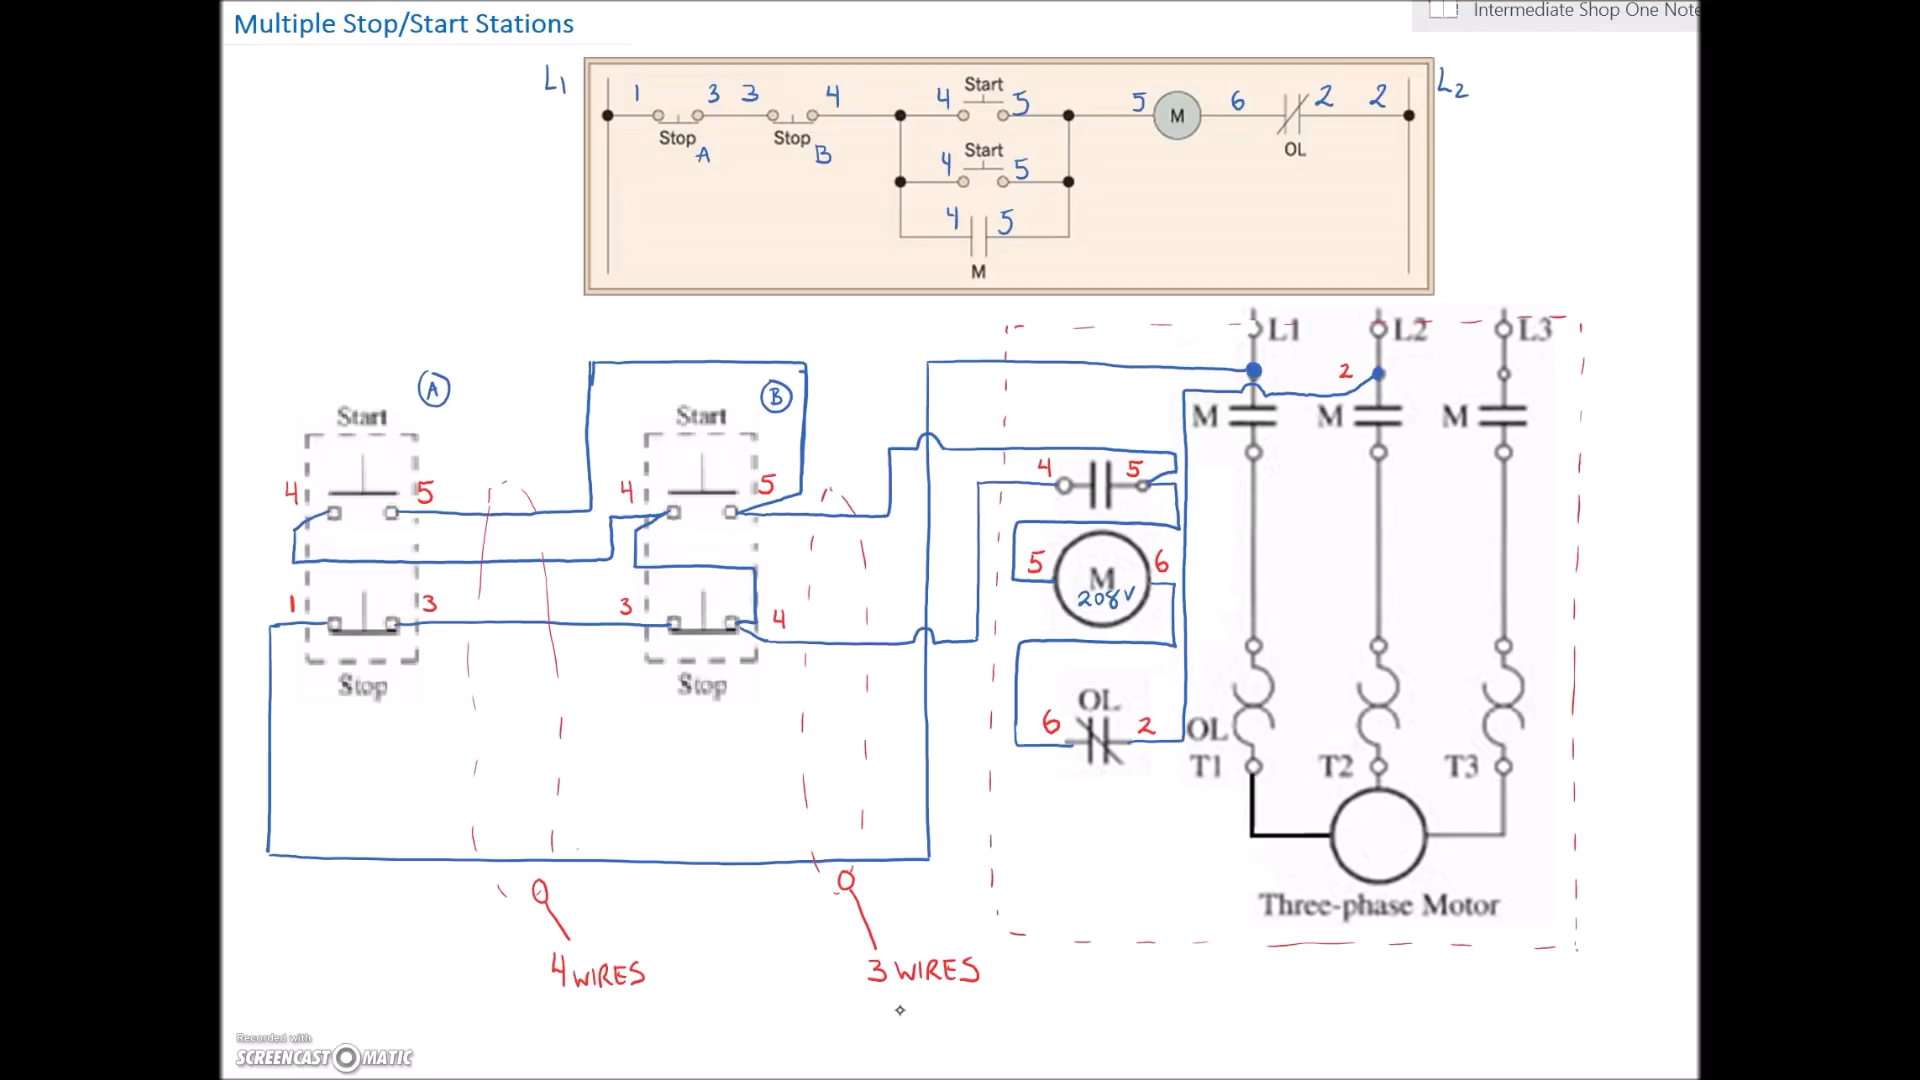 Multiple Stop/Start Stations
Intermediate Shop One Note
L1 1 3 3 4 4 Start 5 5 M 6 2 2 L2
Stop A Stop B OL
4 Start 5
4 5
M
L1 L2 L3
2
A B
Start Start
M M M
4 5 4 5
4 5 4 5
5 M 6
208V
1 3 3 4
Stop Stop
OL
6 2 OL
T1 T2 T3
Three-phase Motor
4 WIRES 3 WIRES
Recorded with
SCREENCAST MATIC